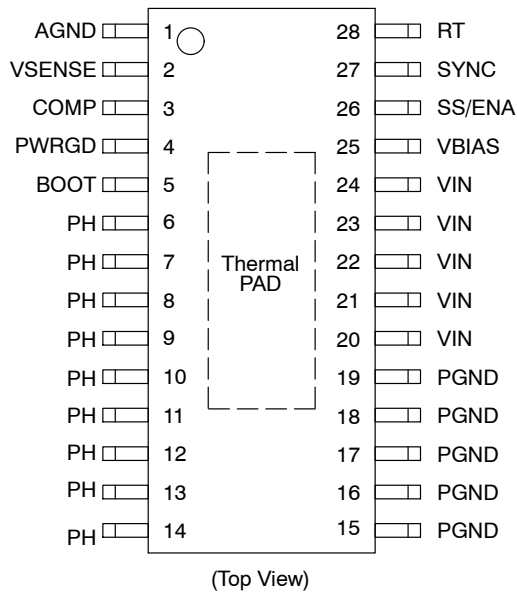 AGND 1 28 RT
VSENSE 2 27 SYNC
COMP 3 26 SS/ENA
PWRGD 4 25 VBIAS
BOOT 5 24 VIN
PH 6 23 VIN
PH 7 22 VIN
PH 8 21 VIN
PH 9 20 VIN
PH 10 19 PGND
PH 11 18 PGND
PH 12 17 PGND
PH 13 16 PGND
PH 14 15 PGND
Thermal
PAD
(Top View)